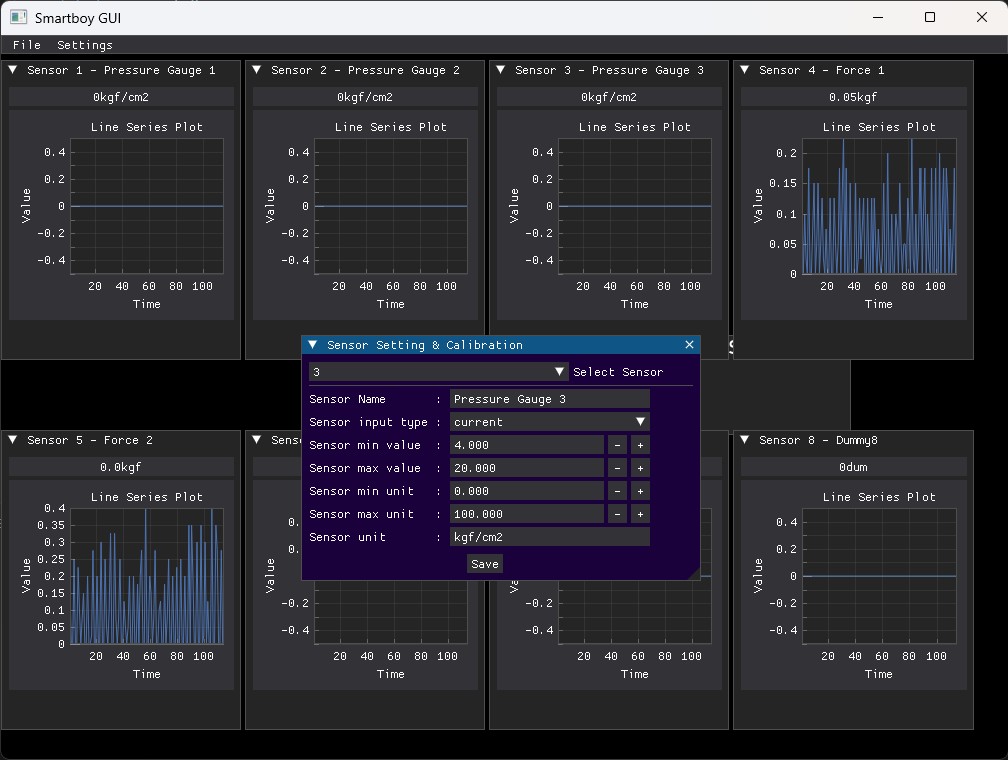 Smartboy GUI
File Settings
Sensor 1 - Pressure Gauge 1
0kgf/cm2
Line Series Plot
Value
0.4
0.2
0
-0.2
-0.4
20 40 60 80 100
Time
Sensor 2 - Pressure Gauge 2
0kgf/cm2
Line Series Plot
Value
0.4
0.2
0
-0.2
-0.4
20 40 60 80 100
Time
Sensor 3 - Pressure Gauge 3
0kgf/cm2
Line Series Plot
Value
0.4
0.2
0
-0.2
-0.4
20 40 60 80 100
Time
Sensor 4 - Force 1
0.05kgf
Line Series Plot
Value
0.2
0.15
0.1
0.05
0
20 40 60 80 100
Time
Sensor Setting & Calibration
3 Select Sensor
Sensor Name : Pressure Gauge 3
Sensor input type : current
Sensor min value : 4.000 - +
Sensor max value : 20.000 - +
Sensor min unit : 0.000 - +
Sensor max unit : 100.000 - +
Sensor unit : kgf/cm2
Save
Sensor 5 - Force 2
0.0kgf
Line Series Plot
Value
0.4
0.35
0.3
0.25
0.2
0.15
0.1
0.05
0
20 40 60 80 100
Time
Value
-0.2
-0.4
20 40 60 80 100
Time
-0.2
-0.4
20 40 60 80 100
Time
Sensor 8 - Dummy8
0dum
Line Series Plot
Value
0.4
0.2
0
-0.2
-0.4
20 40 60 80 100
Time